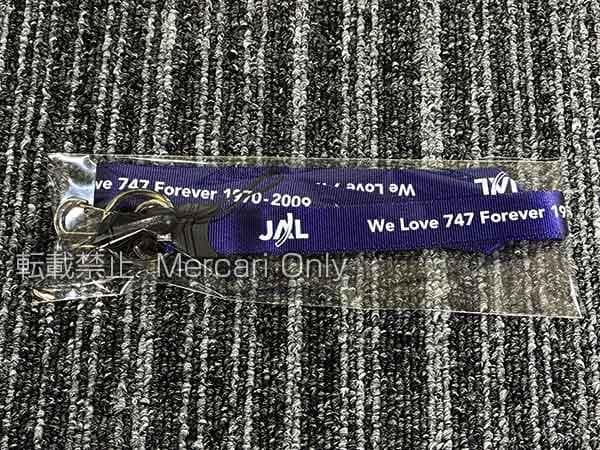 We 747 Forever 1970-2009
We Love
JAL
JAL
We Love 747 Forever 19
転載禁止 Mercari Only